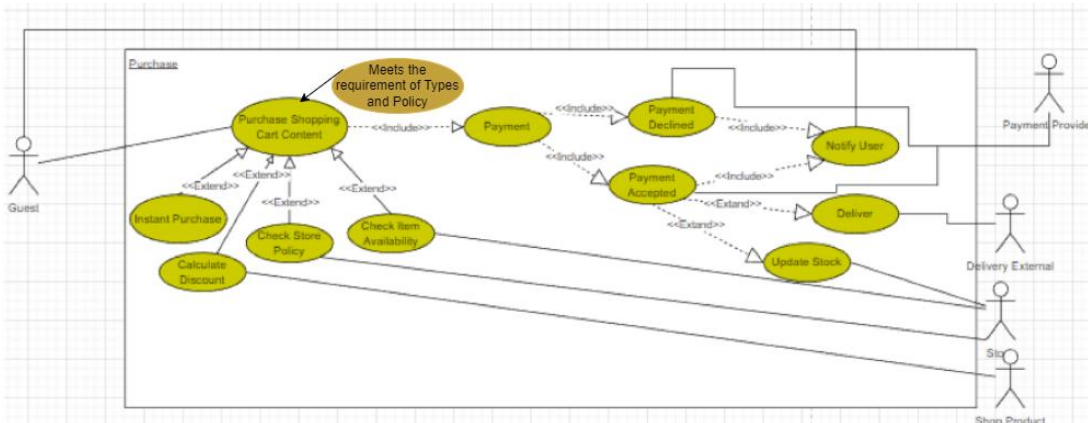 Purchase
Meets the
requirement of Types
and Policy
Purchase Shopping
Cart Content
<<Include>>
Payment
<<Include>>
Payment
Declined
<<Include>>
Notify User
Payment Provide
<<Include>>
Payment
Accepted
<<Include>>
<<Extand>>
Deliver
<<Extand>>
Update Stock
Delivery External
Guest
<<Extend>>
<<Extend>>
<<Extend>>
<<Extend>>
Instant Purchase
Check Store
Policy
Check Item
Availability
Calculate
Discount
Sto
Shop Product